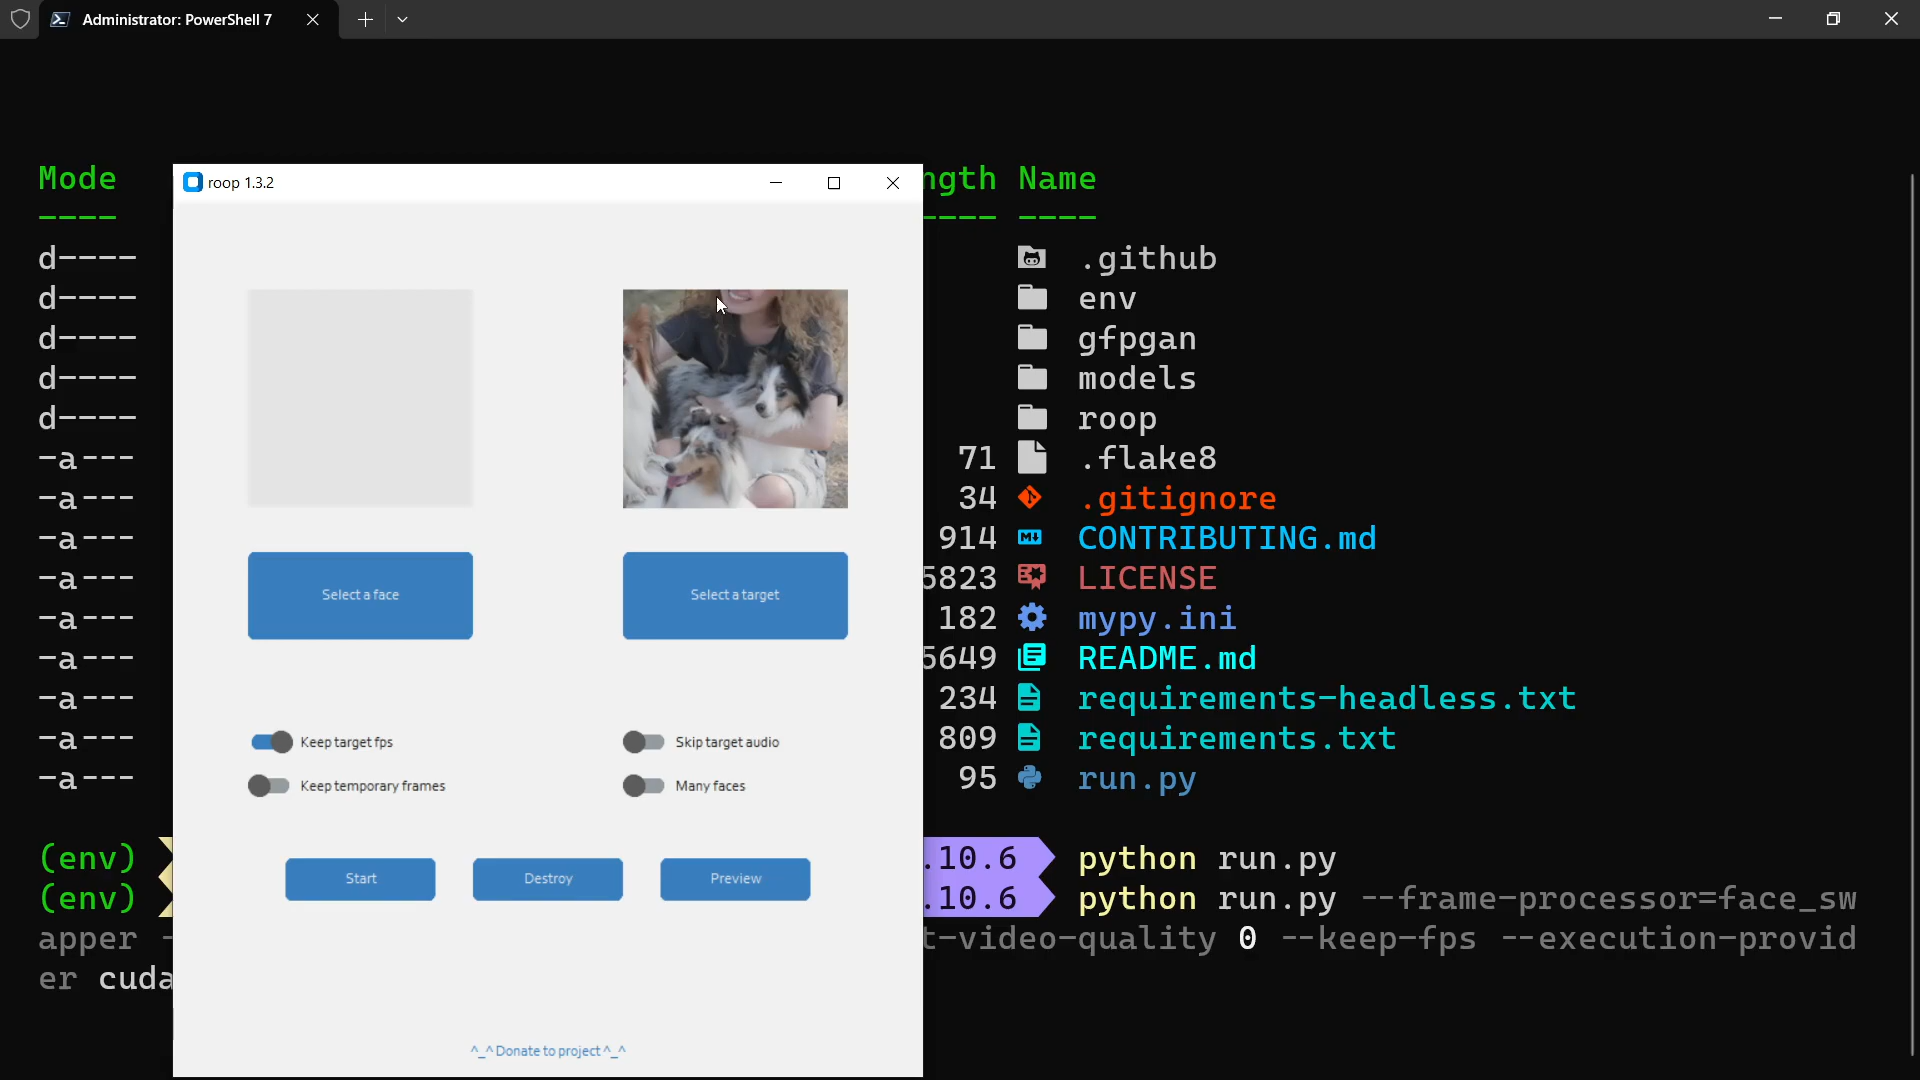 Administrator: PowerShell 7
Mode
ngth Name
---- ---- ----
roop 1.3.2
d---- .github
d---- env
d---- gfpgan
d---- models
d---- roop
-a--- 71 .flake8
-a--- 34 .gitignore
-a--- 914 CONTRIBUTING.md
-a--- 5823 LICENSE
-a--- 182 mypy.ini
-a--- 5649 README.md
-a--- 234 requirements-headless.txt
-a--- 809 requirements.txt
-a--- 95 run.py
Select a face
Select a target
Keep target fps
Skip target audio
Keep temporary frames
Many faces
Start
Destroy
Preview
^_^ Donate to project ^_^
(env) .10.6 python run.py
(env) .10.6 python run.py --frame-processor=face_sw
apper - t-video-quality 0 --keep-fps --execution-provid
er cuda